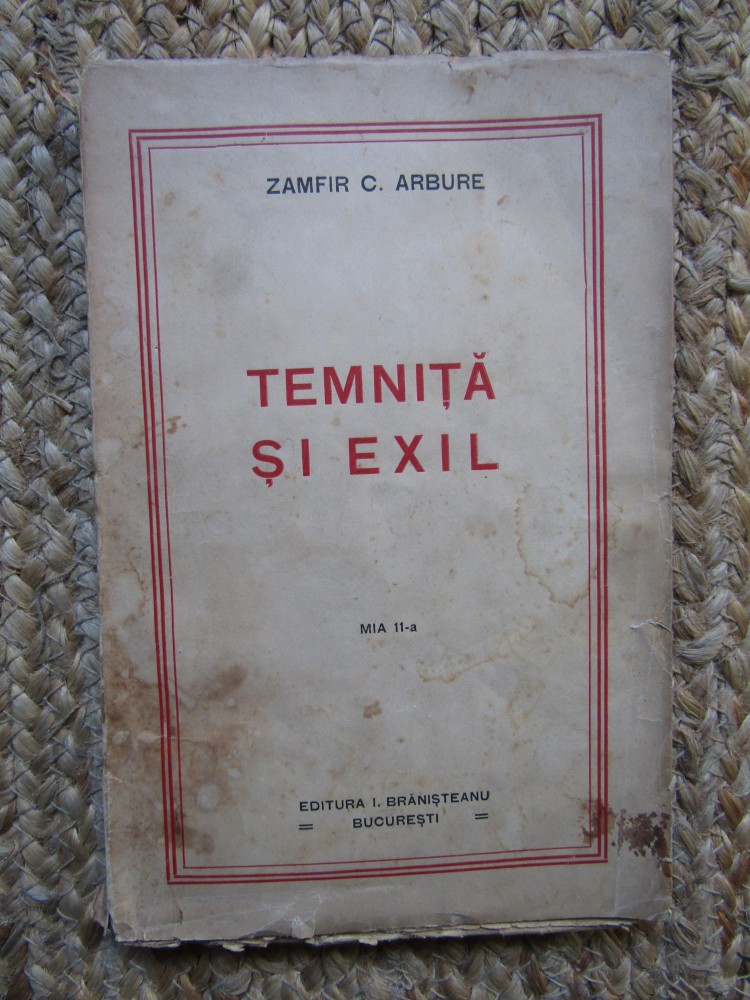 ZAMFIR C. ARBURE
TEMNIȚĂ
ȘI EXIL
MIA 11-a
EDITURA I. BRĂNIȘTEANU
= BUCUREȘTI =